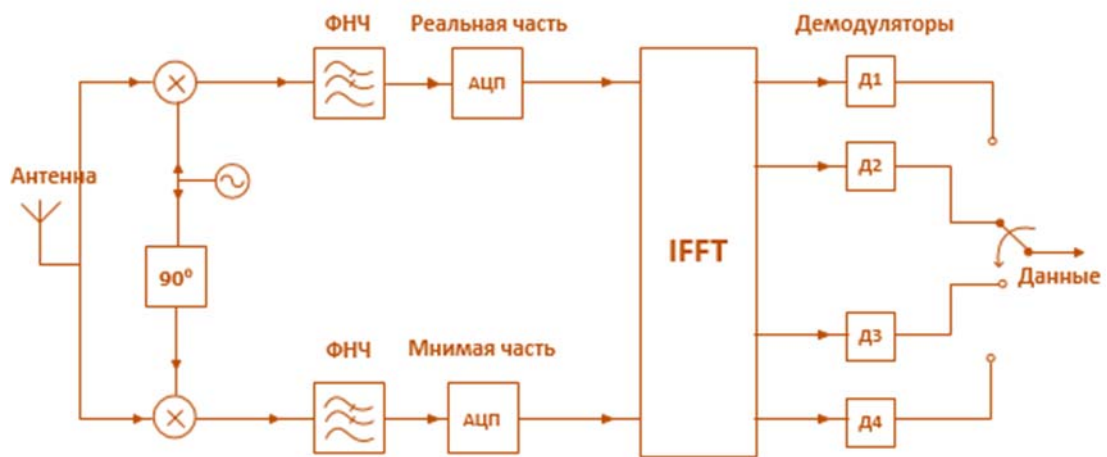 ФНЧ
Реальная часть
Демодуляторы
АЦП
Д1
Антенна
Д2
IFFT
90⁰
Данные
ФНЧ
Мнимая часть
Д3
АЦП
Д4